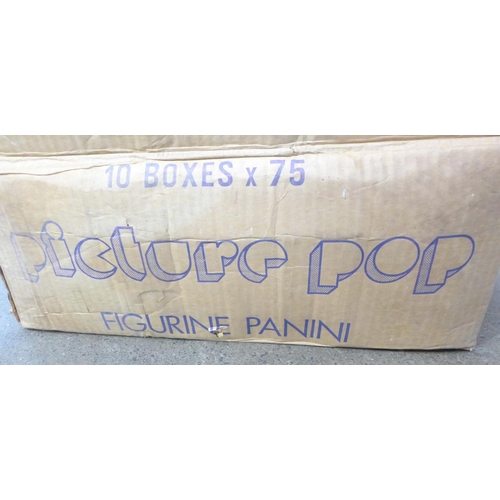 10 BOXES x 75
picture pop
FIGURINE PANINI